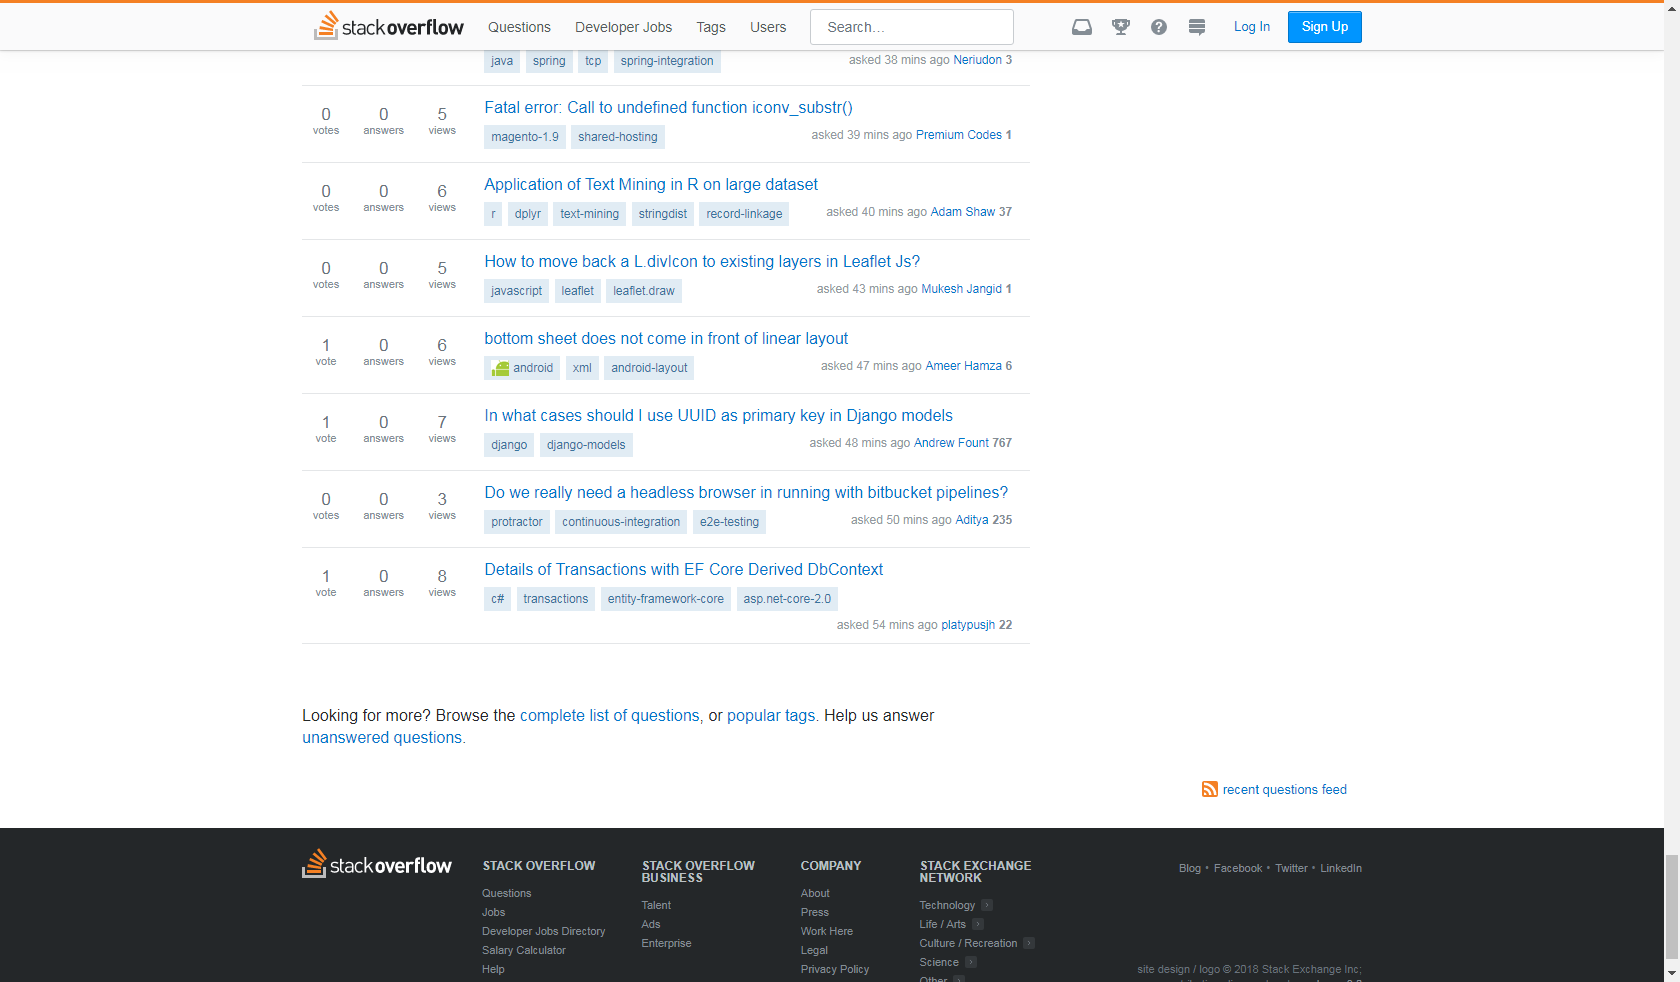 stackoverflow Questions Developer Jobs Tags Users Search... Log In Sign Up
java spring tcp spring-integration asked 38 mins ago Neriudon 3
0 votes 0 answers 5 views Fatal error: Call to undefined function iconv_substr()
magento-1.9 shared-hosting asked 39 mins ago Premium Codes 1
0 votes 0 answers 6 views Application of Text Mining in R on large dataset
r dplyr text-mining stringdist record-linkage asked 40 mins ago Adam Shaw 37
0 votes 0 answers 5 views How to move back a L.divIcon to existing layers in Leaflet Js?
javascript leaflet leaflet.draw asked 43 mins ago Mukesh Jangid 1
1 vote 0 answers 6 views bottom sheet does not come in front of linear layout
android xml android-layout asked 47 mins ago Ameer Hamza 6
1 vote 0 answers 7 views In what cases should I use UUID as primary key in Django models
django django-models asked 48 mins ago Andrew Fount 767
0 votes 0 answers 3 views Do we really need a headless browser in running with bitbucket pipelines?
protractor continuous-integration e2e-testing asked 50 mins ago Aditya 235
1 vote 0 answers 8 views Details of Transactions with EF Core Derived DbContext
c# transactions entity-framework-core asp.net-core-2.0
asked 54 mins ago platypusjh 22
Looking for more? Browse the complete list of questions, or popular tags. Help us answer
unanswered questions.
recent questions feed
stackoverflow
STACK OVERFLOW
Questions
Jobs
Developer Jobs Directory
Salary Calculator
Help
STACK OVERFLOW
BUSINESS
Talent
Ads
Enterprise
COMPANY
About
Press
Work Here
Legal
Privacy Policy
STACK EXCHANGE
NETWORK
Technology
Life / Arts
Culture / Recreation
Science
Other
Blog • Facebook • Twitter • LinkedIn
site design / logo © 2018 Stack Exchange Inc;